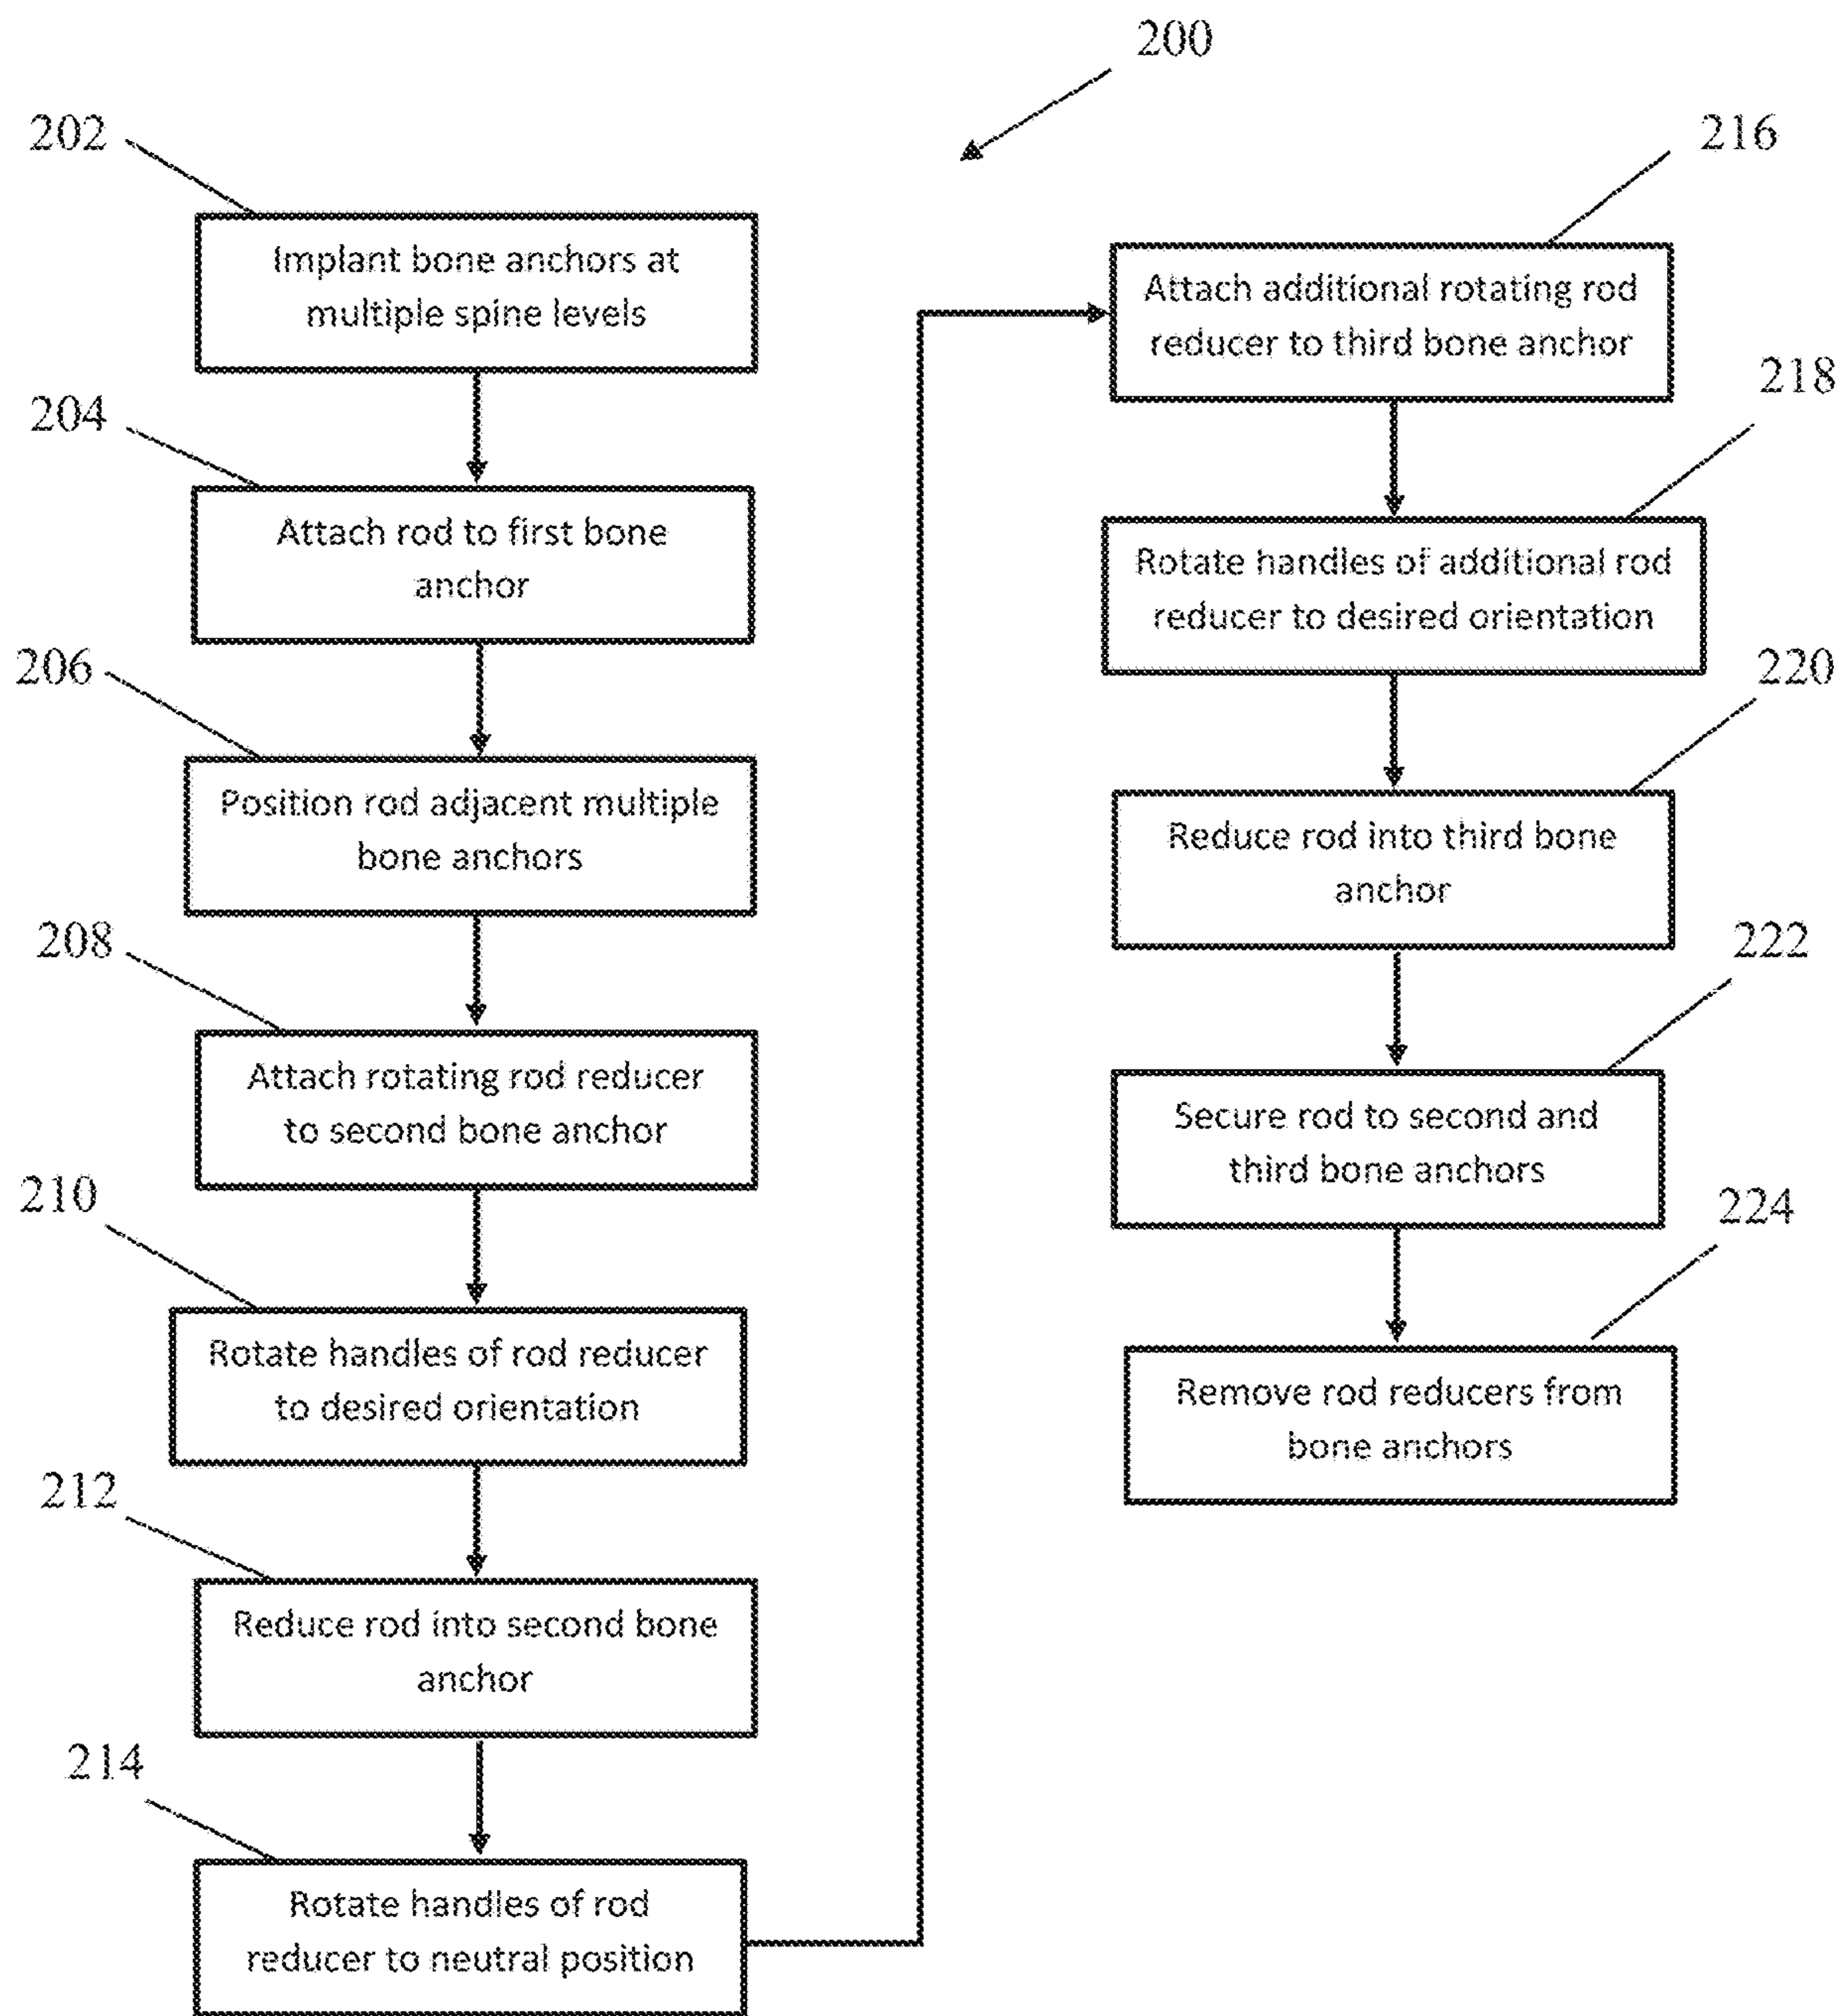 200
202
Implant bone anchors at
multiple spine levels
204
Attach rod to first bone
anchor
206
Position rod adjacent multiple
bone anchors
208
Attach rotating rod reducer
to second bone anchor
210
Rotate handles of rod reducer
to desired orientation
212
Reduce rod into second bone
anchor
214
Rotate handles of rod
reducer to neutral position
216
Attach additional rotating rod
reducer to third bone anchor
218
Rotate handles of additional rod
reducer to desired orientation
220
Reduce rod into third bone
anchor
222
Secure rod to second and
third bone anchors
224
Remove rod reducers from
bone anchors